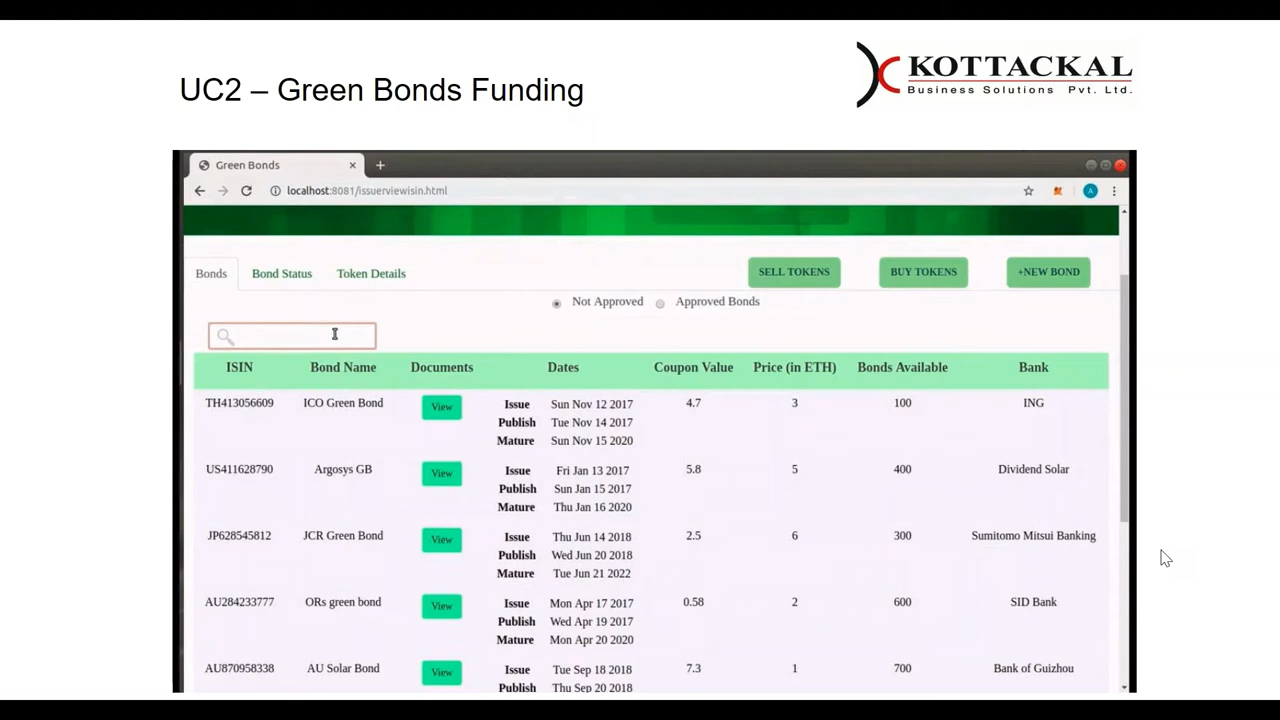 UC2 – Green Bonds Funding
KOTTACKAL
Business Solutions Pvt. Ltd.
Green Bonds
localhost:8081/issuerviewisin.html
A
Bonds Bond Status Token Details SELL TOKENS BUY TOKENS +NEW BOND
Not Approved Approved Bonds
ISIN Bond Name Documents Dates Coupon Value Price (in ETH) Bonds Available Bank
TH413056609 ICO Green Bond View Issue Sun Nov 12 2017 4.7 3 100 ING
Publish Tue Nov 14 2017
Mature Sun Nov 15 2020
US411628790 Argosys GB View Issue Fri Jan 13 2017 5.8 5 400 Dividend Solar
Publish Sun Jan 15 2017
Mature Thu Jan 16 2020
JP628545812 JCR Green Bond View Issue Thu Jun 14 2018 2.5 6 300 Sumitomo Mitsui Banking
Publish Wed Jun 20 2018
Mature Tue Jun 21 2022
AU284233777 ORs green bond View Issue Mon Apr 17 2017 0.58 2 600 SID Bank
Publish Wed Apr 19 2017
Mature Mon Apr 20 2020
AU870958338 AU Solar Bond View Issue Tue Sep 18 2018 7.3 1 700 Bank of Guizhou
Publish Thu Sep 20 2018